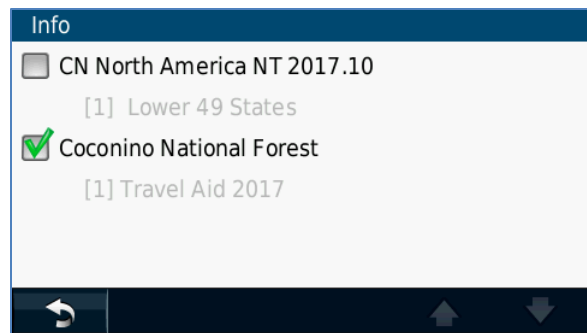 Info
CN North America NT 2017.10
[1] Lower 49 States
Coconino National Forest
[1] Travel Aid 2017